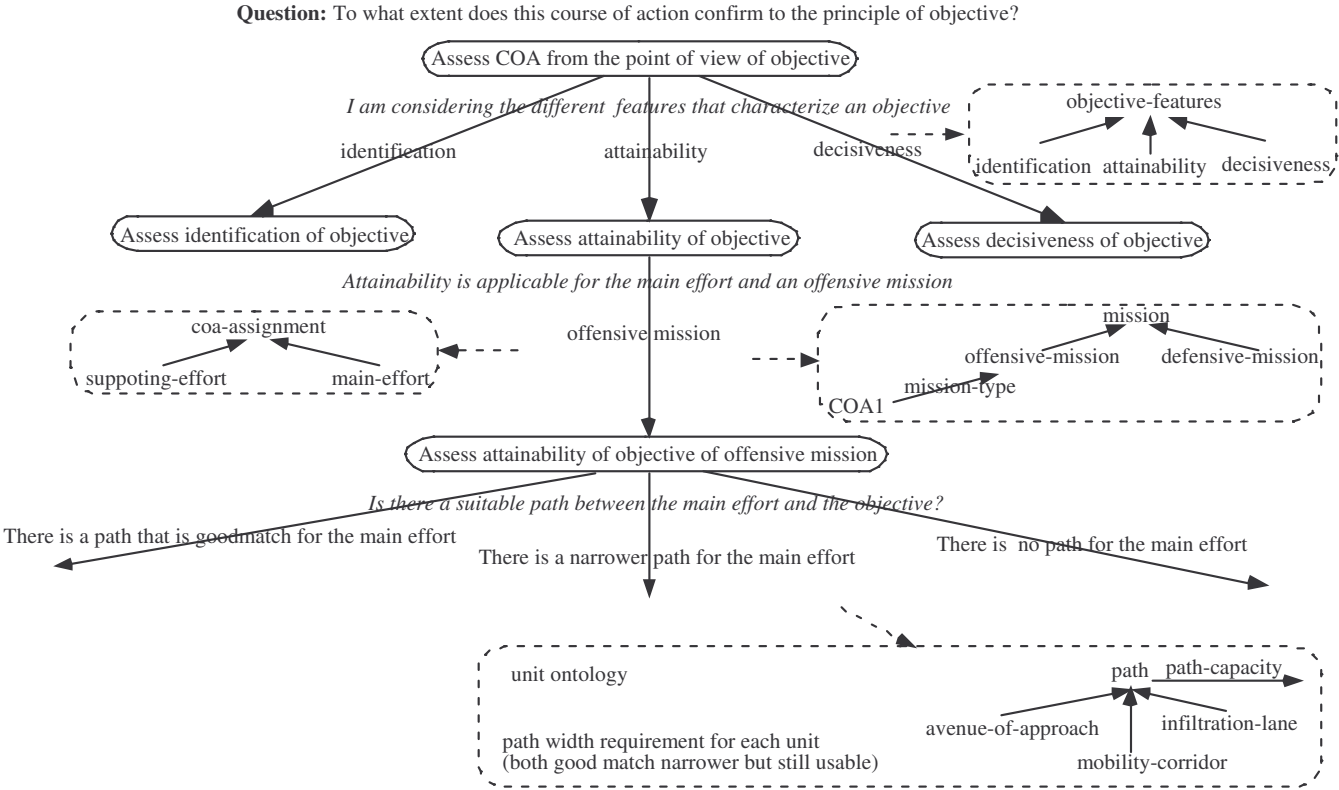 Question: To what extent does this course of action confirm to the principle of objective?
Assess COA from the point of view of objective
I am considering the different features that characterize an objective
objective-features
identification
attainability
decisiveness
identification
attainability
decisiveness
Assess identification of objective
Assess attainability of objective
Assess decisiveness of objective
Attainability is applicable for the main effort and an offensive mission
coa-assignment
suppoting-effort
main-effort
offensive mission
mission
offensive-mission
defensive-mission
mission-type
COA1
Assess attainability of objective of offensive mission
Is there a suitable path between the main effort and the objective?
There is a path that is goodmatch for the main effort
There is a narrower path for the main effort
There is no path for the main effort
unit ontology
path
path-capacity
avenue-of-approach
infiltration-lane
mobility-corridor
path width requirement for each unit
(both good match narrower but still usable)